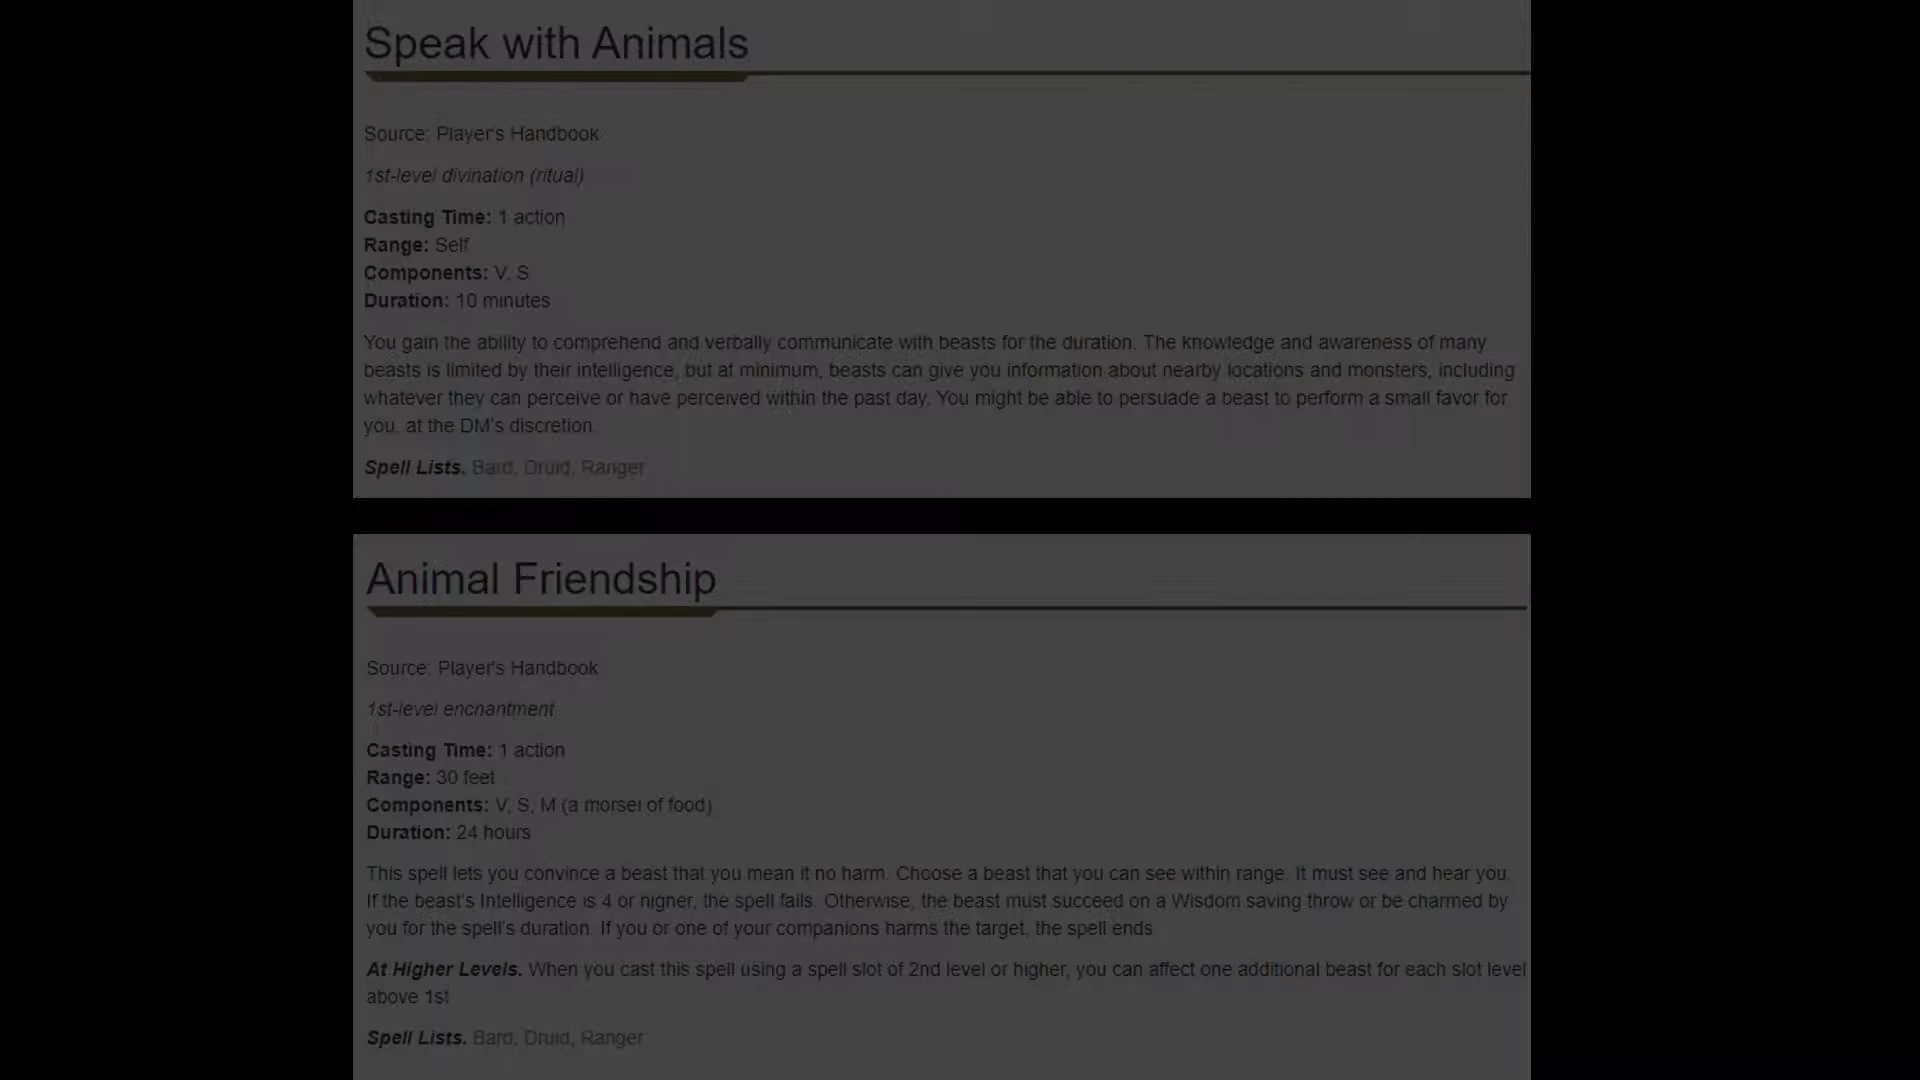 Speak with Animals
Source: Player's Handbook
1st-level divination (ritual)
Casting Time: 1 action
Range: Self
Components: V, S
Duration: 10 minutes
You gain the ability to comprehend and verbally communicate with beasts for the duration. The knowledge and awareness of many
beasts is limited by their intelligence, but at minimum, beasts can give you information about nearby locations and monsters, including
whatever they can perceive or have perceived within the past day. You might be able to persuade a beast to perform a small favor for
you, at the DM's discretion.
Spell Lists. Bard, Druid, Ranger
Animal Friendship
Source: Player's Handbook
1st-level enchantment
Casting Time: 1 action
Range: 30 feet
Components: V, S, M (a morsel of food)
Duration: 24 hours
This spell lets you convince a beast that you mean it no harm. Choose a beast that you can see within range. It must see and hear you.
If the beast's Intelligence is 4 or higher, the spell fails. Otherwise, the beast must succeed on a Wisdom saving throw or be charmed by
you for the spell's duration. If you or one of your companions harms the target, the spell ends.
At Higher Levels. When you cast this spell using a spell slot of 2nd level or higher, you can affect one additional beast for each slot level
above 1st.
Spell Lists. Bard, Druid, Ranger